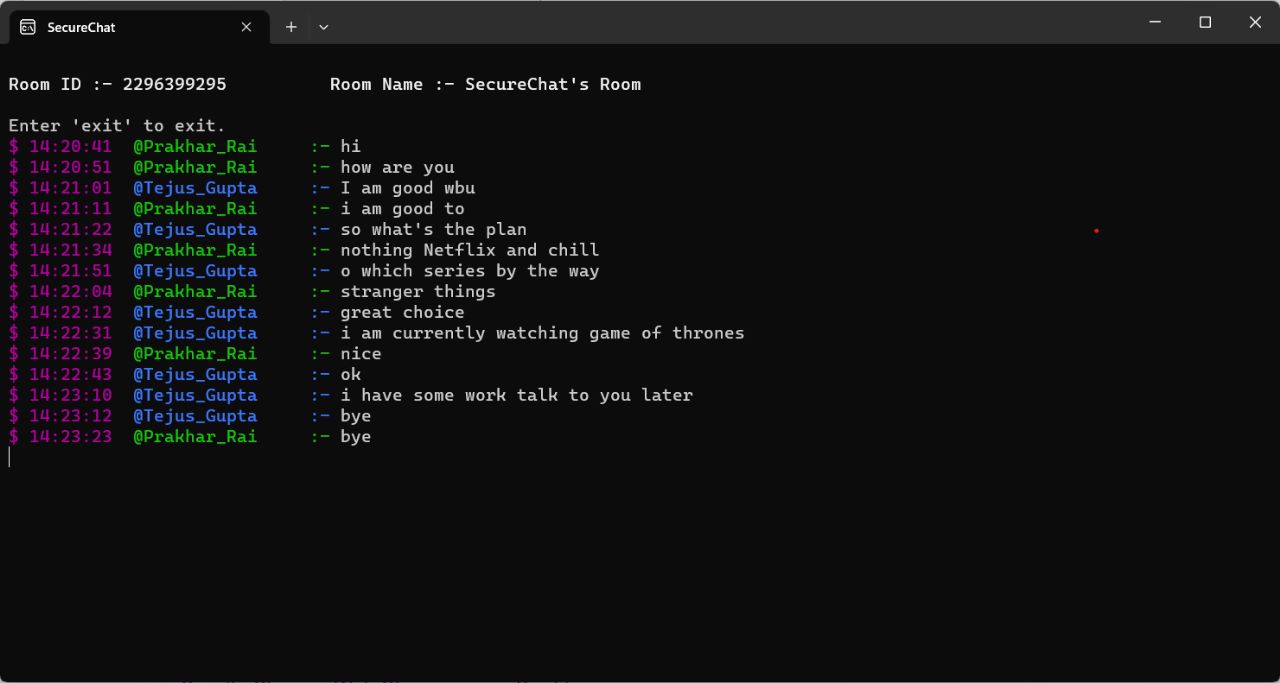 SecureChat
Room ID :- 2296399295 Room Name :- SecureChat's Room
Enter 'exit' to exit.
$ 14:20:41 @Prakhar_Rai :- hi
$ 14:20:51 @Prakhar_Rai :- how are you
$ 14:21:01 @Tejus_Gupta :- I am good wbu
$ 14:21:11 @Prakhar_Rai :- i am good to
$ 14:21:22 @Tejus_Gupta :- so what's the plan
$ 14:21:34 @Prakhar_Rai :- nothing Netflix and chill
$ 14:21:51 @Tejus_Gupta :- o which series by the way
$ 14:22:04 @Prakhar_Rai :- stranger things
$ 14:22:12 @Tejus_Gupta :- great choice
$ 14:22:31 @Tejus_Gupta :- i am currently watching game of thrones
$ 14:22:39 @Prakhar_Rai :- nice
$ 14:22:43 @Tejus_Gupta :- ok
$ 14:23:10 @Tejus_Gupta :- i have some work talk to you later
$ 14:23:12 @Tejus_Gupta :- bye
$ 14:23:23 @Prakhar_Rai :- bye